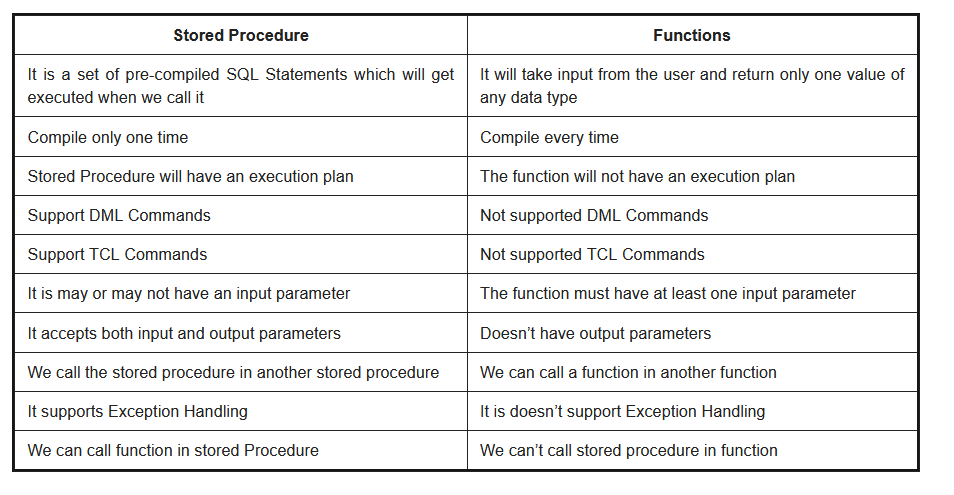 Stored Procedure
Functions
It is a set of pre-compiled SQL Statements which will get
executed when we call it
It will take input from the user and return only one value of
any data type
Compile only one time
Compile every time
Stored Procedure will have an execution plan
The function will not have an execution plan
Support DML Commands
Not supported DML Commands
Support TCL Commands
Not supported TCL Commands
It is may or may not have an input parameter
The function must have at least one input parameter
It accepts both input and output parameters
Doesn’t have output parameters
We call the stored procedure in another stored procedure
We can call a function in another function
It supports Exception Handling
It is doesn’t support Exception Handling
We can call function in stored Procedure
We can’t call stored procedure in function